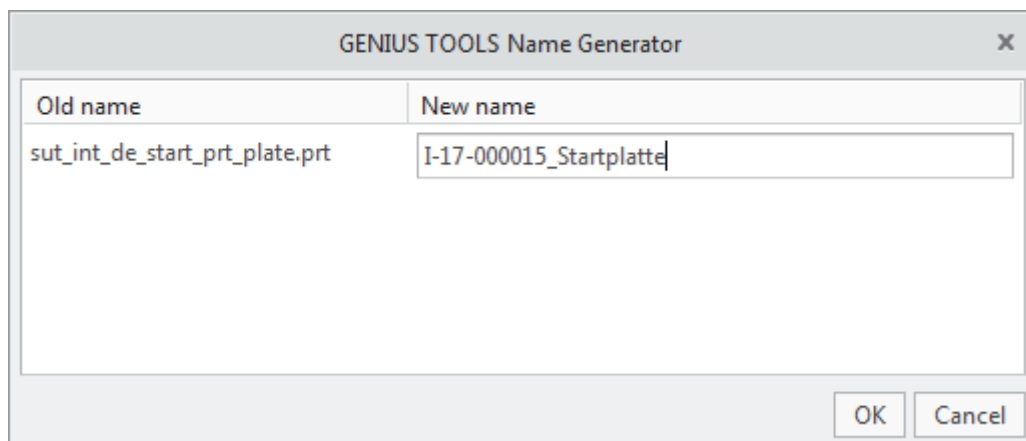 GENIUS TOOLS Name Generator
Old name New name
sut_int_de_start_prt_plate.prt I-17-000015_Startplatte
OK Cancel